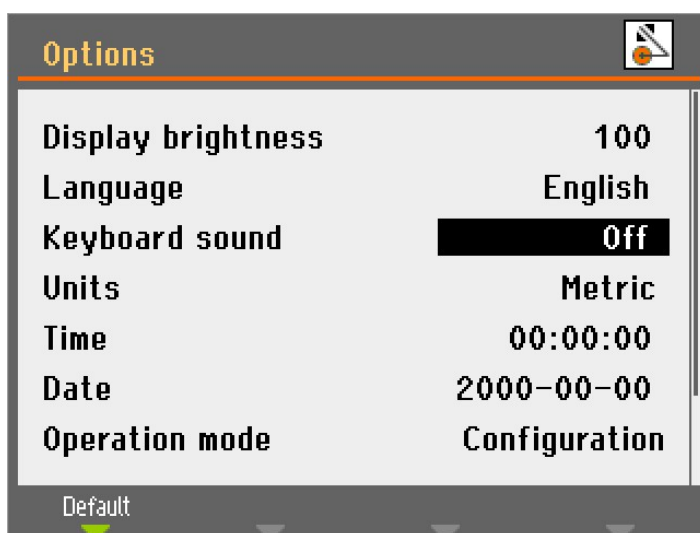 Options
Display brightness 100
Language English
Keyboard sound Off
Units Metric
Time 00:00:00
Date 2000-00-00
Operation mode Configuration
Default